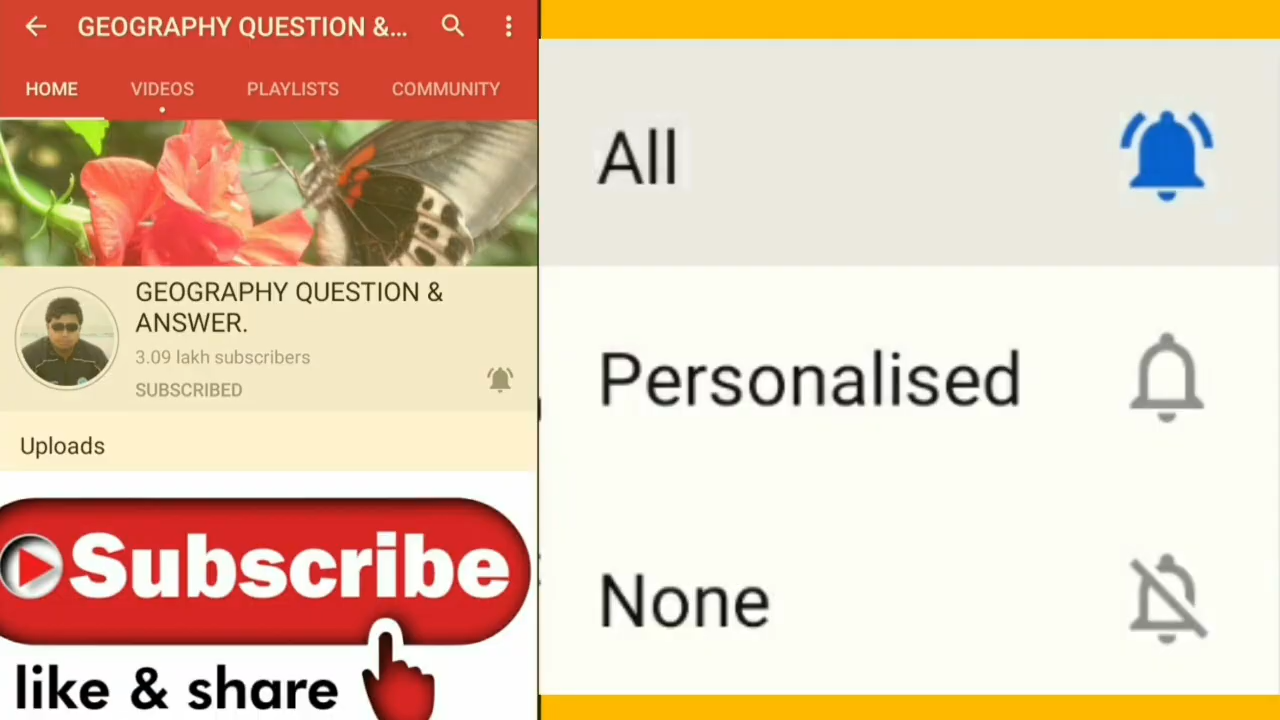 GEOGRAPHY QUESTION &...
HOME VIDEOS PLAYLISTS COMMUNITY
GEOGRAPHY QUESTION &
ANSWER.
3.09 lakh subscribers
SUBSCRIBED
Uploads
Subscribe
like & share
All
Personalised
None